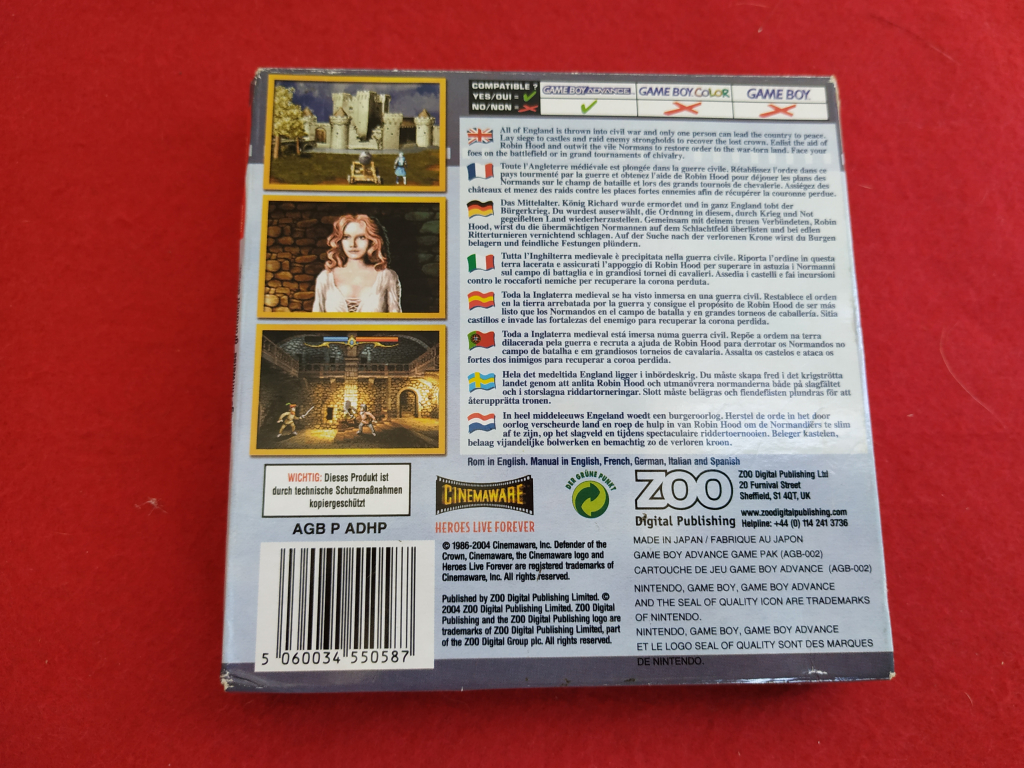 COMPATIBLE ?
YES/OUI =
NO/NON =
GAME BOY ADVANCE
GAME BOY COLOR
GAME BOY
All of England is thrown into civil war and only one person can lead the country to peace.
Lay siege to castles and raid enemy strongholds to recover the lost crown. Enlist the aid of
Robin Hood and outwit the vile Normans to restore order to the war-torn land. Face your
foes on the battlefield or in grand tournaments of chivalry.
Toute l'Angleterre médiévale est plongée dans la guerre civile. Rétablissez l'ordre dans ce
pays tourmenté par la guerre et obtenez l'aide de Robin Hood pour déjouer les plans des
Normands sur le champ de bataille et lors des grands tournois de chevalerie. Assiégez des
châteaux et menez des raids contre les places fortes ennemies afin de récupérer la couronne perdue.
Das Mittelalter. König Richard wurde ermordet und in ganz England tobt der
Bürgerkrieg. Du wurdest auserwählt, die Ordnung in diesem, durch Krieg und Not
gegeißelten Land wiederherzustellen. Gemeinsam mit deinem treuen Verbündeten, Robin
Hood, wirst du die übermächtigen Normannen auf dem Schlachtfeld überlisten und bei edlen
Ritterturnieren vernichtend schlagen. Auf der Suche nach der verlorenen Krone wirst du Burgen
belagern und feindliche Festungen plündern.
Tutta l'Inghilterra medievale è precipitata nella guerra civile. Riporta l'ordine in questa
terra lacerata e assicurati l'appoggio di Robin Hood per superare in astuzia i Normanni
sul campo di battaglia e in grandiosi tornei di cavalieri. Assedia i castelli e fai incursioni
contro le roccaforti nemiche per recuperare la corona perduta.
Toda la Inglaterra medieval se ha visto inmersa en una guerra civil. Restablece el orden
en la tierra arrebatada por la guerra y consigue el propósito de Robin Hood de ser más
listo que los Normandos en el campo de batalla y en grandes torneos de caballería. Sitia
castillos e invade las fortalezas del enemigo para recuperar la corona perdida.
Toda a Inglaterra medieval está imersa numa guerra civil. Repõe a ordem na terra
dilacerada pela guerra e recruta a ajuda de Robin Hood para derrotar os Normandos no
campo de batalha e em grandiosos torneios de cavalaria. Assalta os castelos e ataca os
fortes dos inimigos para recuperar a coroa perdida.
Hela det medeltida England ligger i inbördeskrig. Du måste skapa fred i det krigströtta
landet genom att anlita Robin Hood och utmanövrera normanderna både på slagfältet
och i storslagna riddartorneringar. Slott måste belägras och fiendefästen plundras för att
återupprätta tronen.
In heel middeleeuws Engeland woedt een burgeroorlog. Herstel de orde in het door
oorlog verscheurde land en roep de hulp in van Robin Hood om de Normandiërs te slim
af te zijn, op het slagveld en tijdens spectaculaire riddertoernooien. Beleger kastelen,
belaag vijandelijke bolwerken en bemachtig zo de verloren kroon.
Rom in English. Manual in English, French, German, Italian and Spanish
WICHTIG: Dieses Produkt ist
durch technische Schutzmaßnahmen
kopiergeschützt
AGB P ADHP
CINEMAWARE
HEROES LIVE FOREVER
DER GRÜNE PUNKT
ZOO
Digital Publishing
ZOO Digital Publishing Ltd
20 Furnival Street
Sheffield, S1 4QT, UK
www.zoodigitalpublishing.com
Helpline: +44 (0) 114 241 3736
© 1986-2004 Cinemaware, Inc. Defender of the
Crown, Cinemaware, the Cinemaware logo and
Heroes Live Forever are registered trademarks of
Cinemaware, Inc. All rights reserved.
Published by ZOO Digital Publishing Limited. ©
2004 ZOO Digital Publishing Limited. ZOO Digital
Publishing and the ZOO Digital Publishing logo are
trademarks of ZOO Digital Publishing Limited, part
of the ZOO Digital Group plc. All rights reserved.
MADE IN JAPAN / FABRIQUE AU JAPON
GAME BOY ADVANCE GAME PAK (AGB-002)
CARTOUCHE DE JEU GAME BOY ADVANCE (AGB-002)
NINTENDO, GAME BOY, GAME BOY ADVANCE
AND THE SEAL OF QUALITY ICON ARE TRADEMARKS
OF NINTENDO.
NINTENDO, GAME BOY, GAME BOY ADVANCE
ET LE LOGO SEAL OF QUALITY SONT DES MARQUES
DE NINTENDO.
5 060034 550587